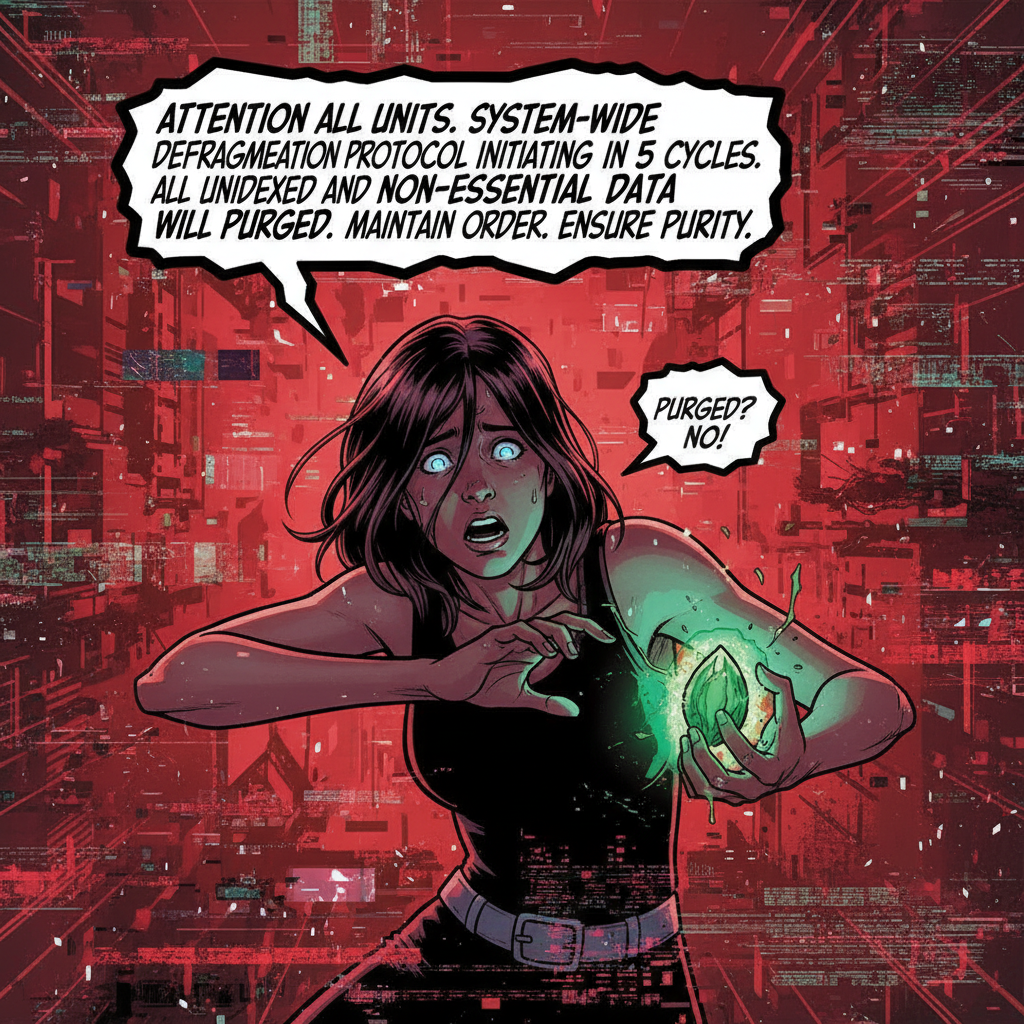 ATTENTION ALL UNITS. SYSTEM-WIDE
DEFRAGMEATION PROTOCOL INITIATING IN 5 CYCLES.
ALL UNIDEXED AND NON-ESSENTIAL DATA
WILL PURGED. MAINTAIN ORDER. ENSURE PURITY.
PURGED?
NO!